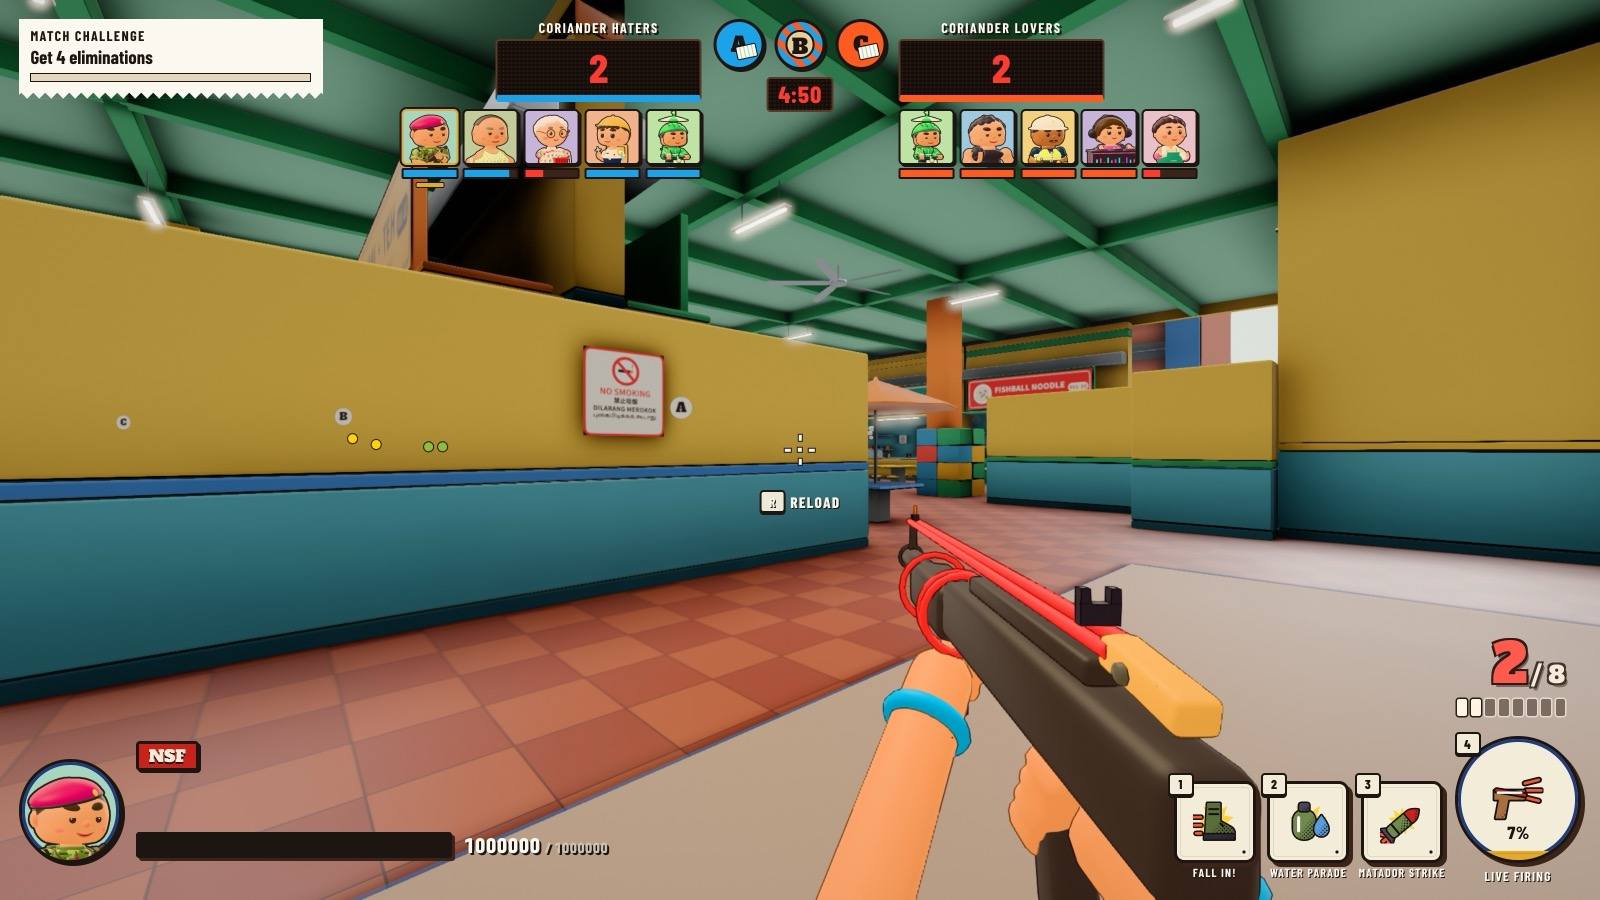 MATCH CHALLENGE
Get 4 eliminations
CORIANDER HATERS
2
A
B
C
4:50
CORIANDER LOVERS
2
NO SMOKING
禁止吸烟
DILARANG MEROKOK
FISHBALL NOODLE
C
B
A
R RELOAD
2/8
NSF
1000000 / 1000000
1
FALL IN!
2
WATER PARADE
3
MATADOR STRIKE
4
7%
LIVE FIRING